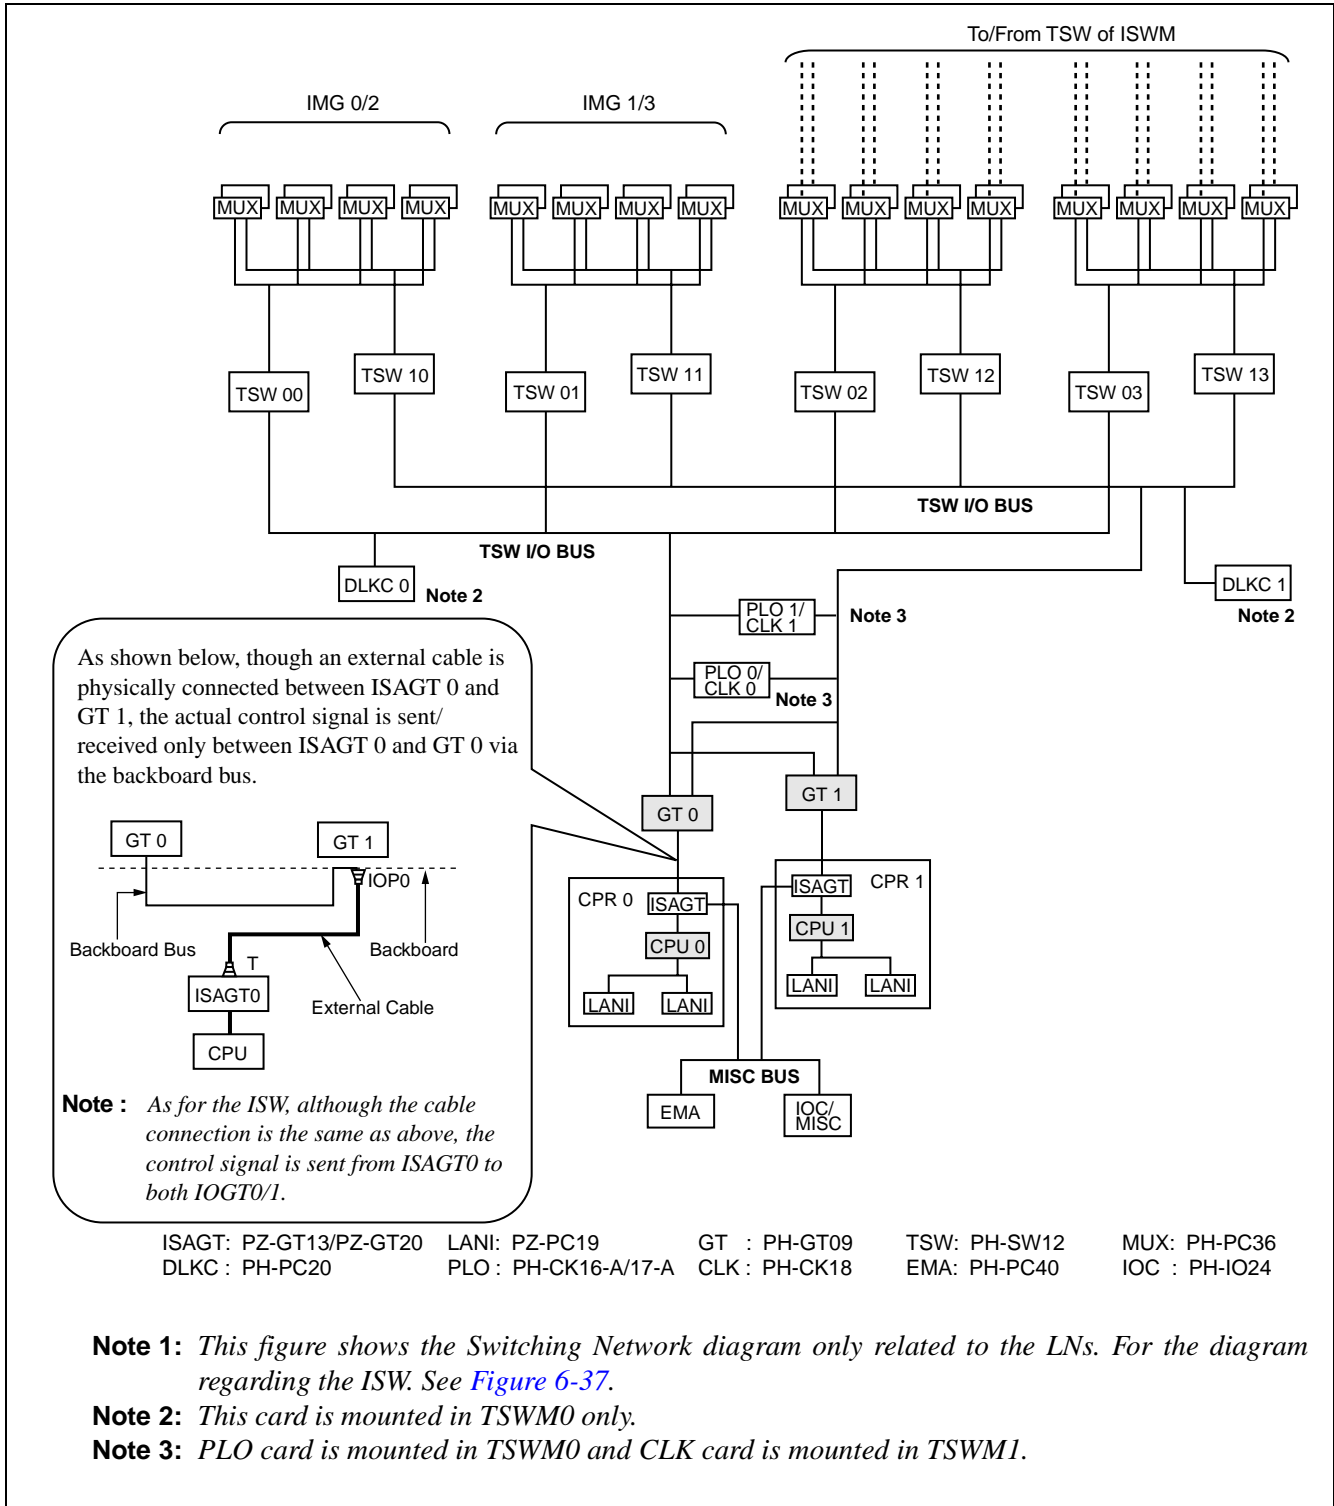 To/From TSW of ISWM
IMG 0/2
IMG 1/3
MUX MUX MUX MUX MUX MUX MUX MUX MUX MUX MUX MUX MUX MUX MUX MUX
TSW 00
TSW 10
TSW 01
TSW 11
TSW 02
TSW 12
TSW 03
TSW 13
TSW I/O BUS
TSW I/O BUS
DLKC 0
Note 2
DLKC 1
Note 2
PLO 1/
CLK 1
Note 3
PLO 0/
CLK 0
Note 3
As shown below, though an external cable is
physically connected between ISAGT 0 and
GT 1, the actual control signal is sent/
received only between ISAGT 0 and GT 0 via
the backboard bus.
GT 0
GT 1
IOP0
Backboard Bus
Backboard
T
ISAGT0
External Cable
CPU
Note : As for the ISW, although the cable
connection is the same as above, the
control signal is sent from ISAGT0 to
both IOGT0/1.
GT 0
GT 1
CPR 0
ISAGT
CPU 0
LANI
LANI
ISAGT
CPR 1
CPU 1
LANI
LANI
MISC BUS
EMA
IOC/
MISC
ISAGT: PZ-GT13/PZ-GT20 LANI: PZ-PC19 GT : PH-GT09 TSW: PH-SW12 MUX: PH-PC36
DLKC : PH-PC20 PLO : PH-CK16-A/17-A CLK : PH-CK18 EMA: PH-PC40 IOC : PH-IO24
Note 1: This figure shows the Switching Network diagram only related to the LNs. For the diagram
regarding the ISW. See Figure 6-37.
Note 2: This card is mounted in TSWM0 only.
Note 3: PLO card is mounted in TSWM0 and CLK card is mounted in TSWM1.